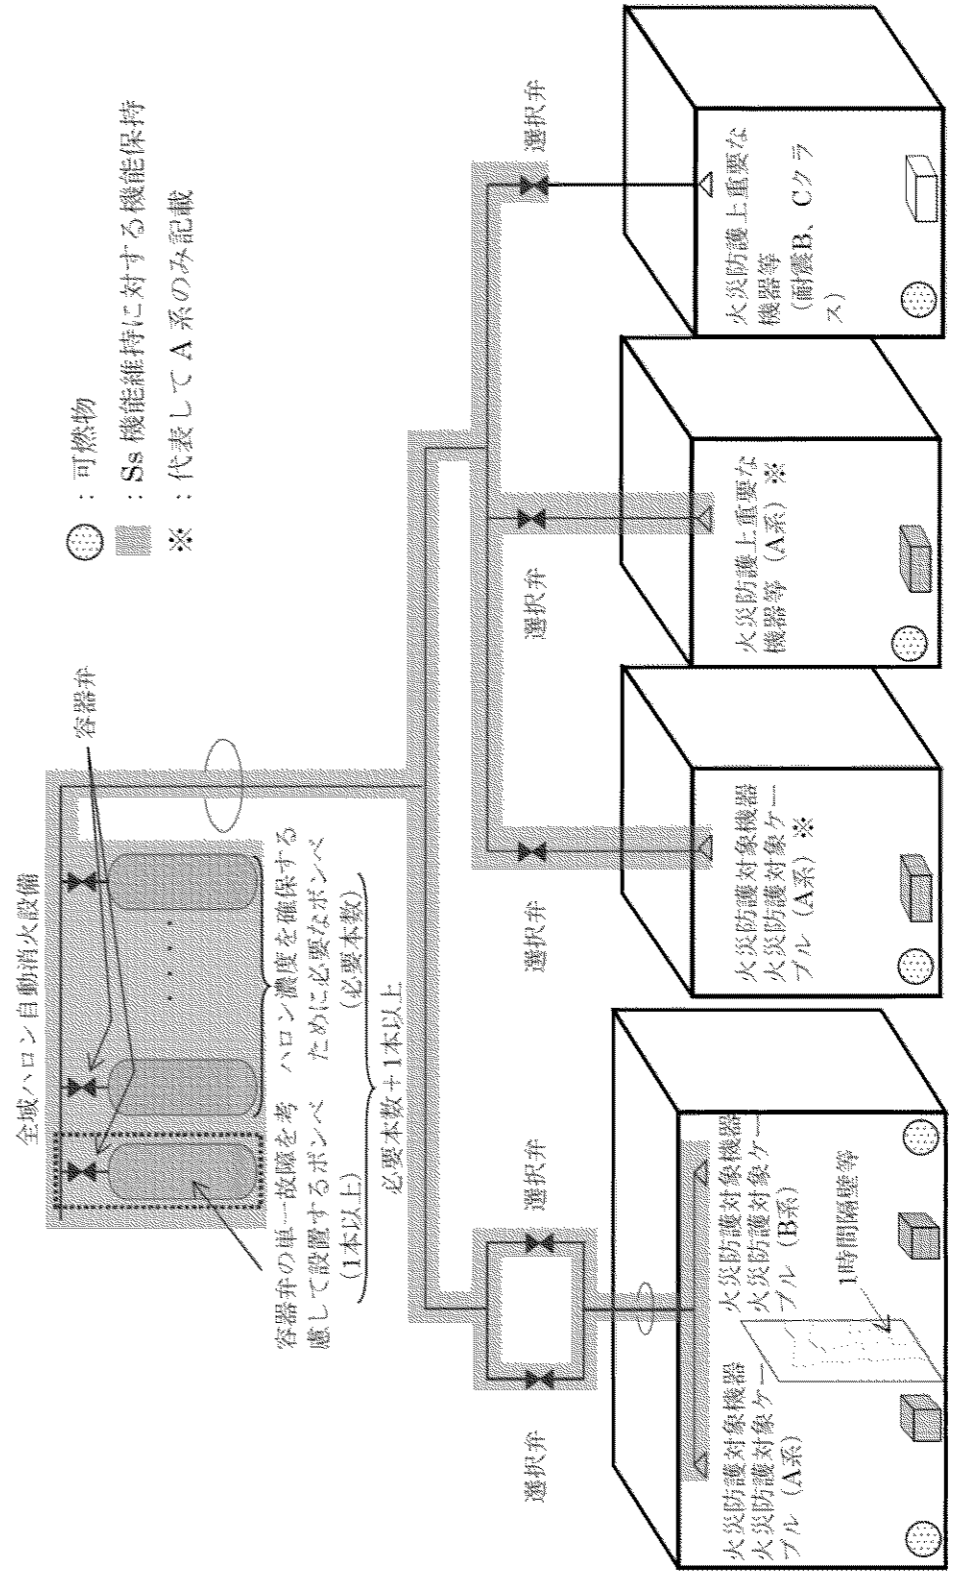 全域ハロン自動消火設備
容器弁
：可燃物
：Ss 機能維持に対する機能保持
※：代表して A 系のみ記載
容器弁の単一故障を考
慮して設置するボンベ
（1本以上）
ハロン濃度を確保する
ために必要なボンベ
（必要本数）
必要本数＋1本以上
選択弁
選択弁
選択弁
選択弁
選択弁
火災防護対象機器
火災防護対象ケー
ブル（A系）
火災防護対象機器
火災防護対象ケー
ブル（B系）
1時間隔壁等
火災防護対象機器
火災防護対象ケー
ブル（A系）※
火災防護上重要な
機器等（A系）※
火災防護上重要な
機器等
（耐震B、Cクラ
ス）